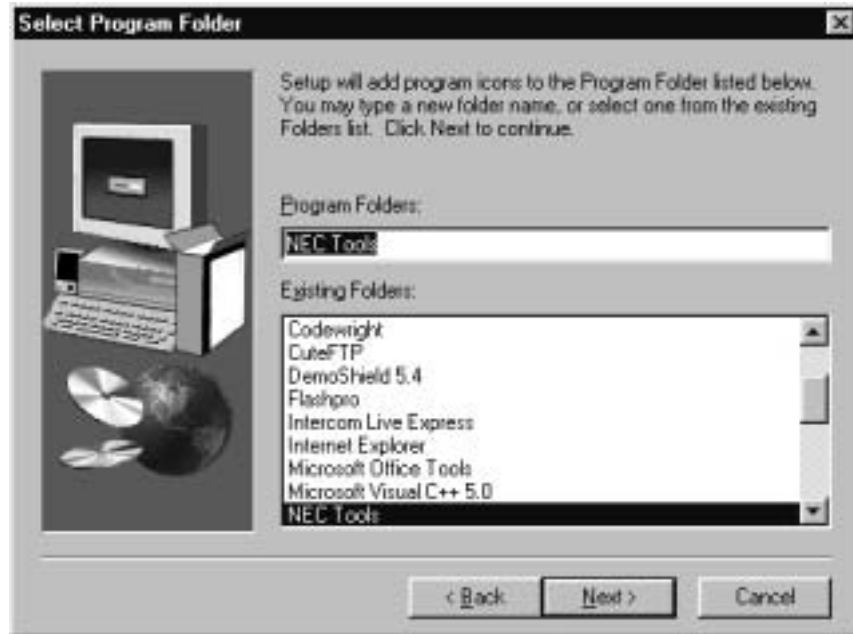 Select Program Folder
Setup will add program icons to the Program Folder listed below.
You may type a new folder name, or select one from the existing
Folders list. Click Next to continue.
Program Folders:
NEC Tools
Existing Folders:
Codewright
CuteFTP
DemoShield 5.4
Flashpro
Intercom Live Express
Internet Explorer
Microsoft Office Tools
Microsoft Visual C++ 5.0
NEC Tools
< Back
Next >
Cancel